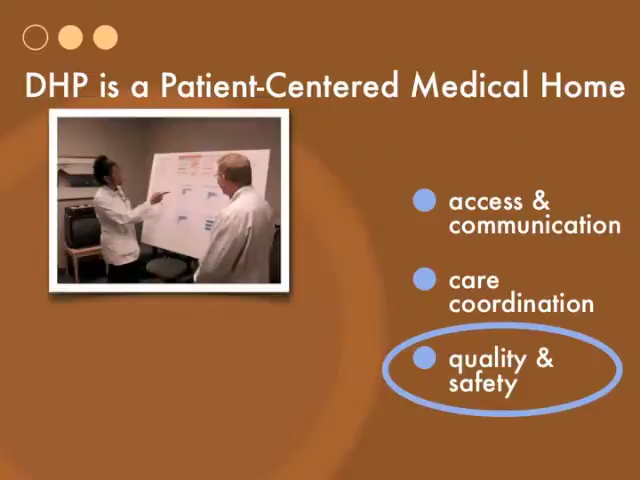 DHP is a Patient-Centered Medical Home
access &
communication
care
coordination
quality &
safety